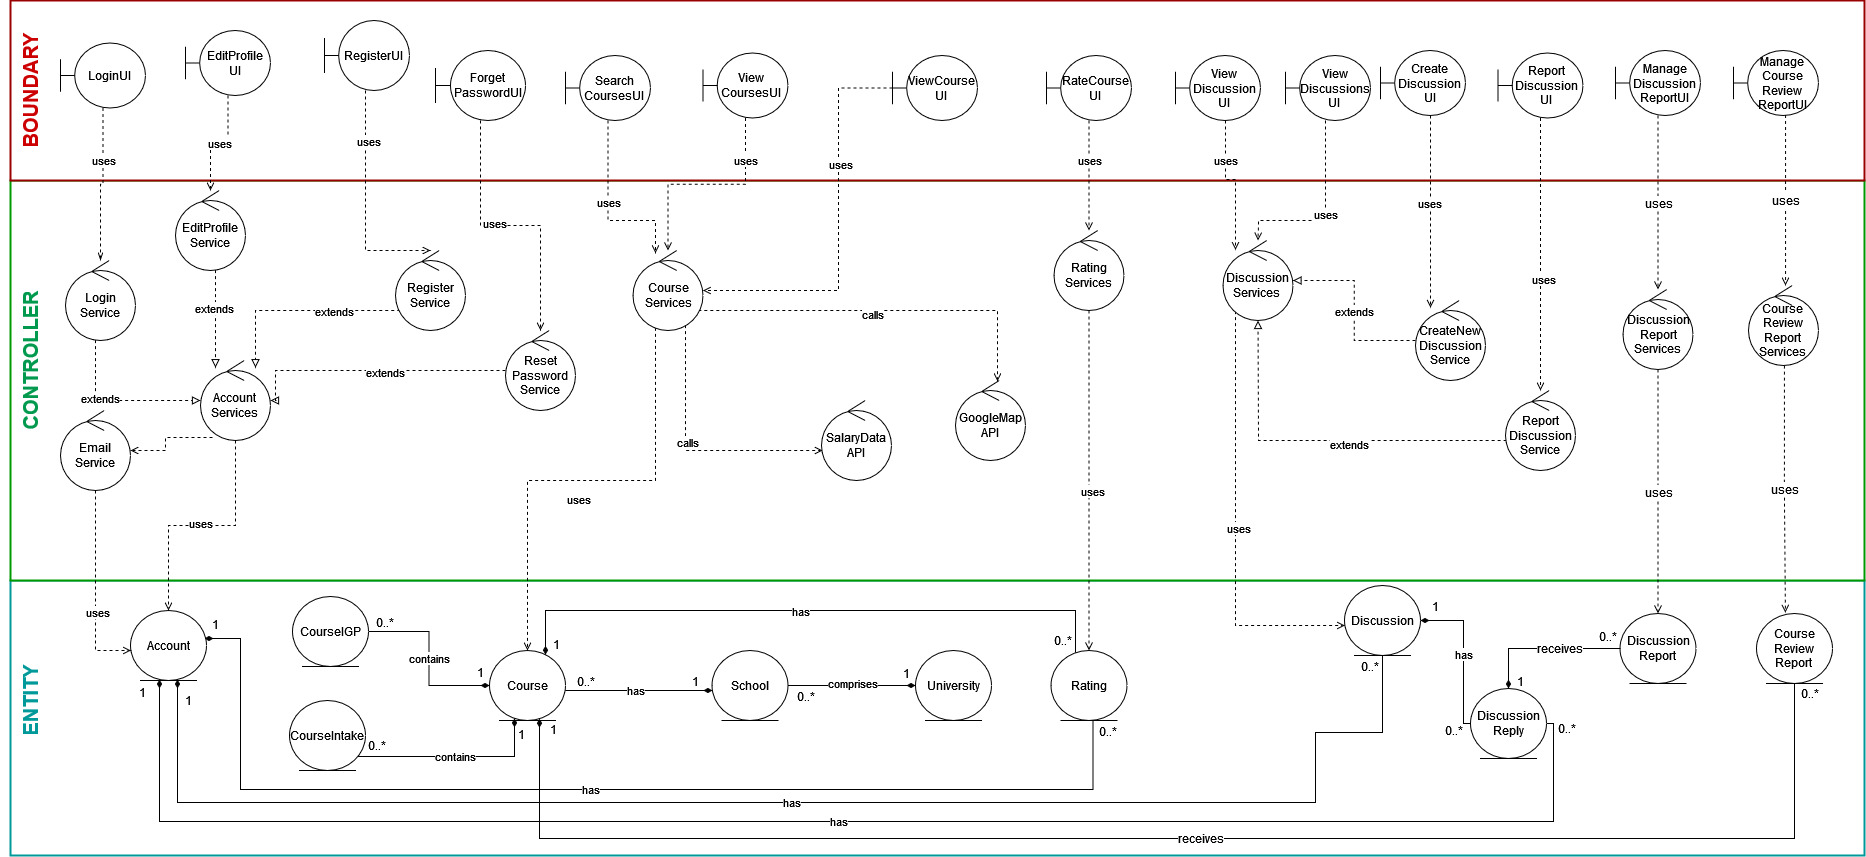 BOUNDARY
LoginUI
EditProfile
UI
RegisterUI
Forget
PasswordUI
Search
CoursesUI
View
CoursesUI
ViewCourse
UI
RateCourse
UI
View
Discussion
UI
View
Discussions
UI
Create
Discussion
UI
Report
Discussion
UI
Manage
Discussion
ReportUI
Manage
Course
Review
ReportUI
uses
uses
uses
uses
uses
uses
uses
uses
uses
uses
uses
uses
uses
uses
CONTROLLER
EditProfile
Service
Login
Service
Register
Service
Reset
Password
Service
Account
Services
Email
Service
extends
extends
extends
extends
uses
Course
Services
calls
calls
SalaryData
API
GoogleMap
API
uses
Rating
Services
uses
Discussion
Services
extends
CreateNew
Discussion
Service
extends
Report
Discussion
Service
uses
Discussion
Report
Services
uses
Course
Review
Report
Services
uses
ENTITY
uses
Account
1
1
1
CourseIGP
0..*
contains
1
Course
1
CourseIntake
0..*
contains
1
1
0..*
has
1
School
0..*
comprises
1
University
has
0..*
Rating
0..*
Discussion
1
0..*
has
0..*
Discussion
Reply
0..*
1
receives
0..*
Discussion
Report
Course
Review
Report
0..*
has
has
has
receives